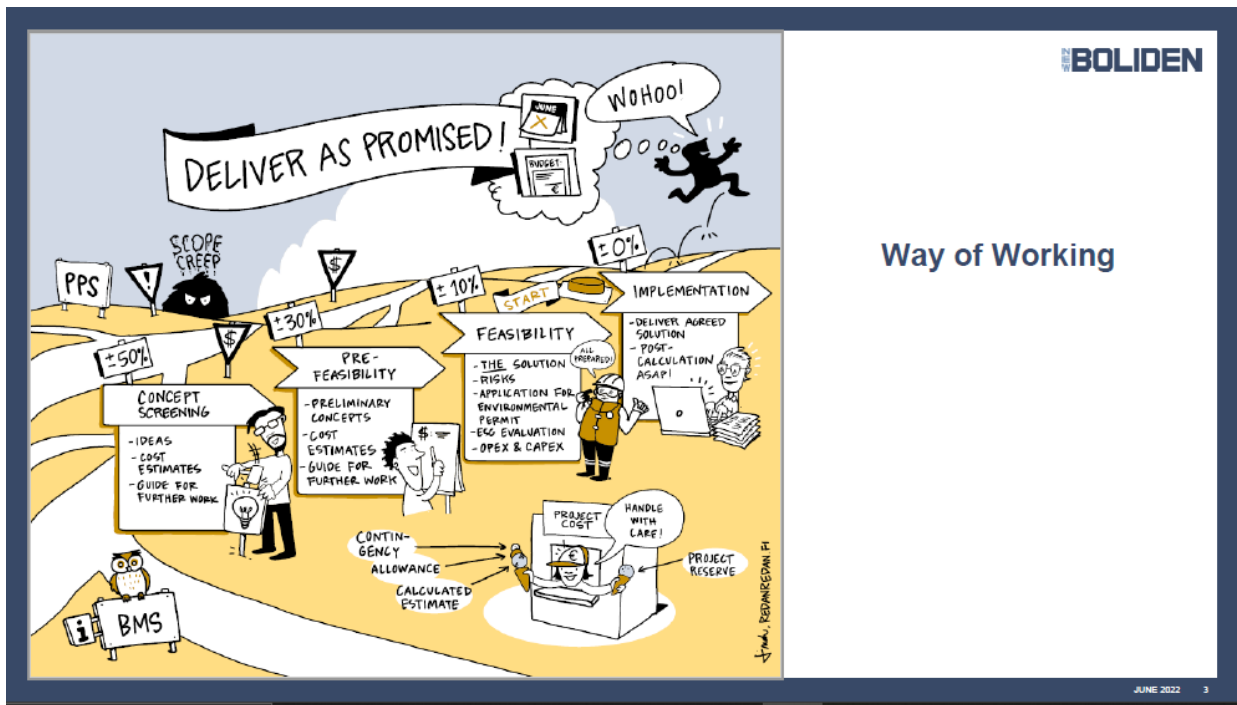 NEW BOLIDEN
Way of Working
DELIVER AS PROMISED!
JUNE
X
BUDGET:
€
WOHOO!
SCOPE
CREEP
!!
PPS
!
$
$
±50%
CONCEPT
SCREENING
-IDEAS
- COST
ESTIMATES
-GUIDE FOR
FURTHER WORK
±30%
PRE-
FEASIBILITY
-PRELIMINARY
CONCEPTS
-COST
ESTIMATES
-GUIDE FOR
FURTHER WORK
$:
±10%
START
FEASIBILITY
-THE SOLUTION
-RISKS
-APPLICATION FOR
ENVIRONMENTAL
PERMIT
-ESG EVALUATION
-OPEX & CAPEX
ALL
PREPARED!
±0%
IMPLEMENTATION
-DELIVER AGREED
SOLUTION
- POST-
CALCULATION
ASAP!
PROJECT
COST
HANDLE
WITH
CARE!
€
CONTIN-
GENCY
ALLOWANCE
CALCULATED
ESTIMATE
PROJECT
RESERVE
i
BMS
REDANREDAN.FI
JUNE 2022 3